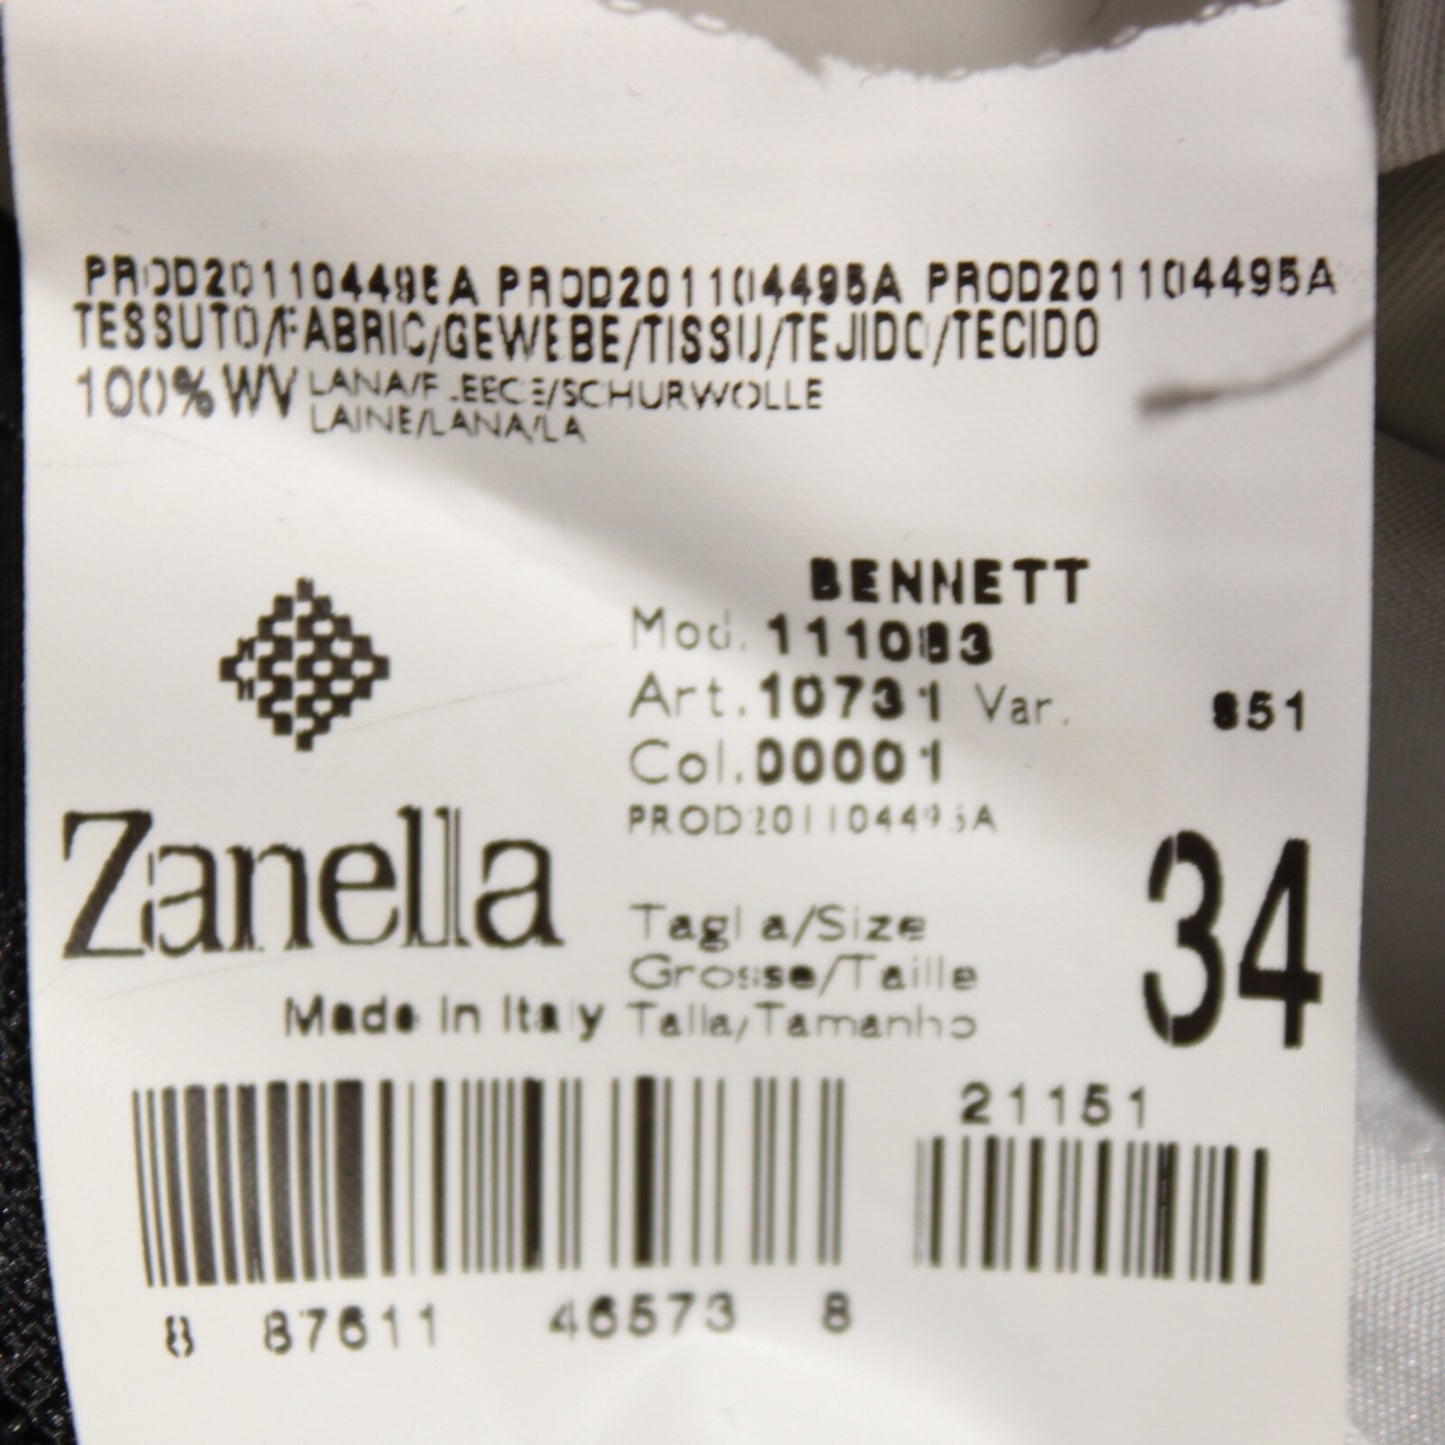 PROD201104495A PROD201104495A PROD201104495A
TESSUTO/FABRIC/GEWEBE/TISSU/TEJIDO/TECIDO
100% WV LANA/FLEECE/SCHURWOLLE
LAINE/LANA/LA
BENNETT
Mod. 111083
Art. 10731 Var. 851
Col. 00001
PROD201104495A
Zanella
Taglia/Size
Grosse/Taille
Talla/Tamanho
34
Made In Italy
21151
8 87611 46573 8